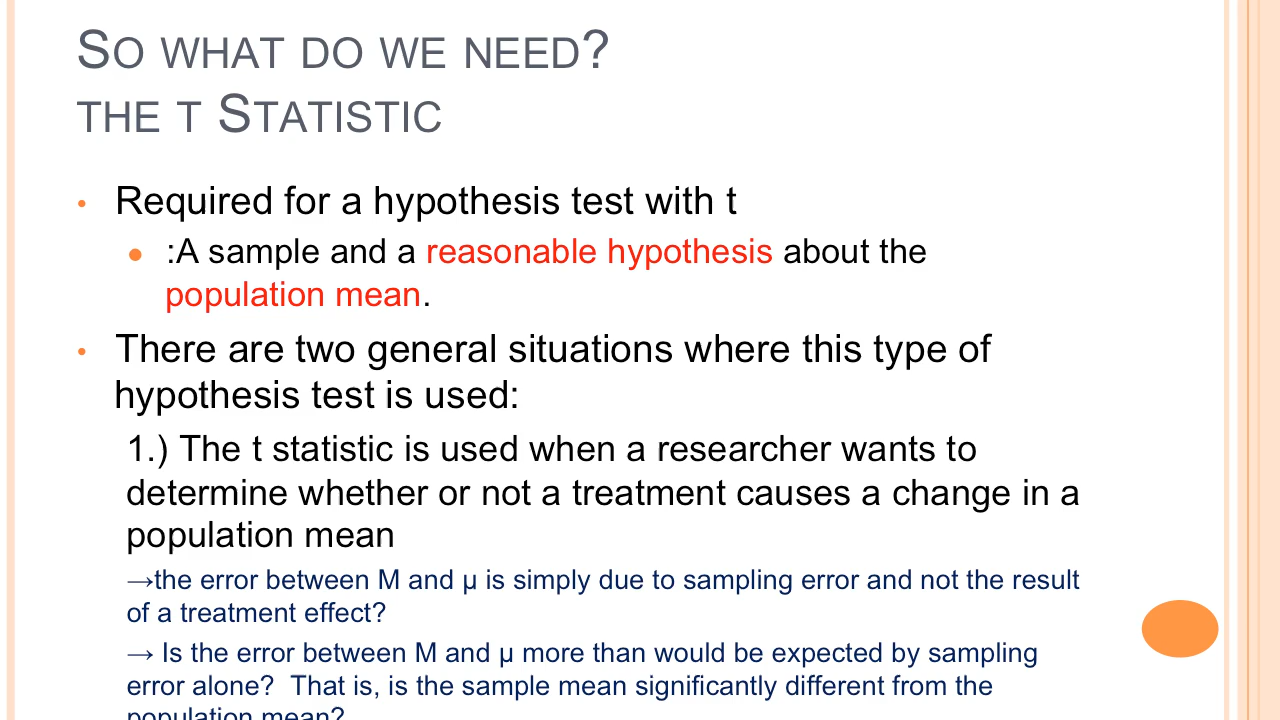 So what do we need?
the t Statistic
• Required for a hypothesis test with t
• :A sample and a reasonable hypothesis about the
population mean.
• There are two general situations where this type of
hypothesis test is used:
1.) The t statistic is used when a researcher wants to
determine whether or not a treatment causes a change in a
population mean
→the error between M and μ is simply due to sampling error and not the result
of a treatment effect?
→ Is the error between M and μ more than would be expected by sampling
error alone?  That is, is the sample mean significantly different from the
population mean?